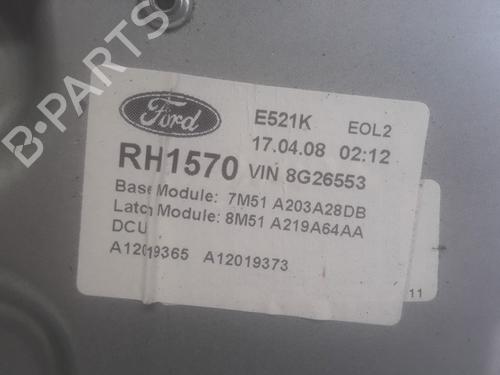 B-PARTS
Ford
E521K EOL2
17.04.08 02:12
RH1570 VIN 8G26553
Base Module: 7M51 A203A28DB
Latch Module: 8M51 A219A64AA
DCU
A12019365 A12019373
11